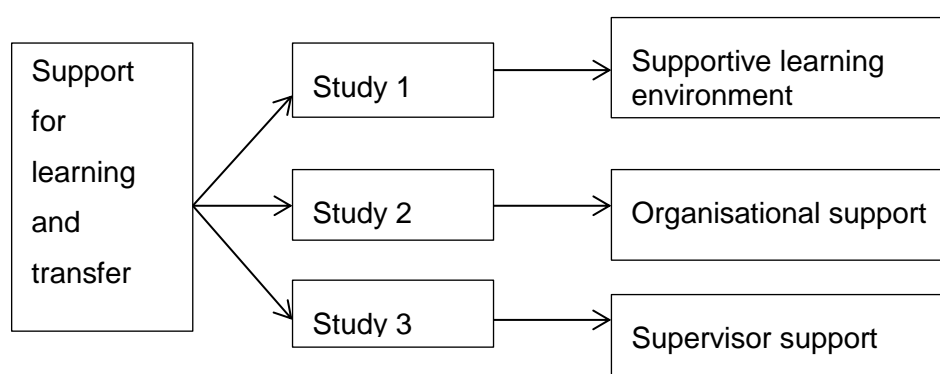 Support
for
learning
and
transfer
Study 1
Supportive learning
environment
Study 2
Organisational support
Study 3
Supervisor support